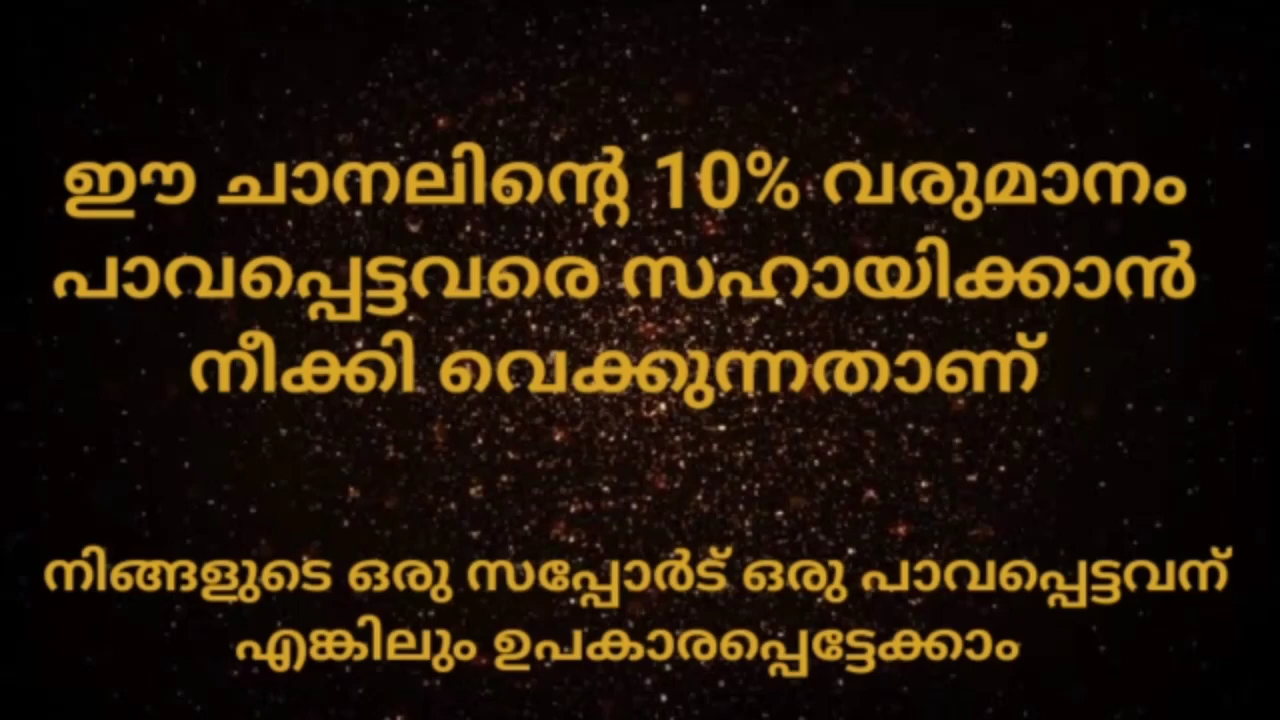 ഈ ചാനലിന്റെ 10% വരുമാനം
പാവപ്പെട്ടവരെ സഹായിക്കാൻ
നീക്കി വെക്കുന്നതാണ്
നിങ്ങളുടെ ഒരു സപ്പോർട് ഒരു പാവപ്പെട്ടവന്
എങ്കിലും ഉപകാരപ്പെട്ടേക്കാം